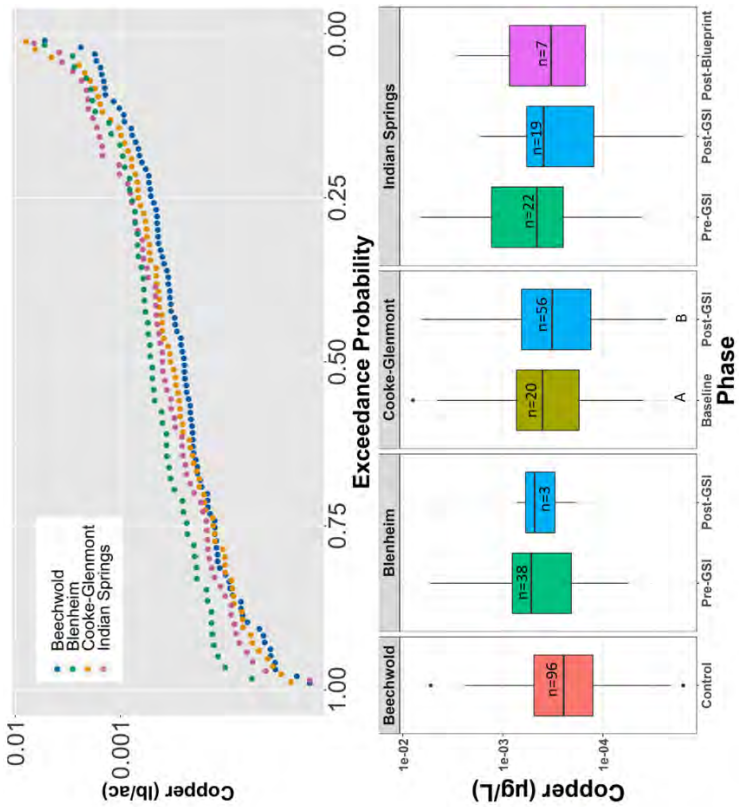 0.01
0.001
Copper (lb/ac)
Beechwold
Blenheim
Cooke-Glenmont
Indian Springs
1.00
0.75
0.50
0.25
0.00
Exceedance Probability
Beechwold
Blenheim
Cooke-Glenmont
Indian Springs
1e-02
1e-03
1e-04
Copper (µg/L)
n=96
n=38
n=3
n=20
n=56
n=22
n=19
n=7
A
B
Control
Pre-GSI
Post-GSI
Baseline
Post-GSI
Pre-GSI
Post-GSI
Post-Blueprint
Phase